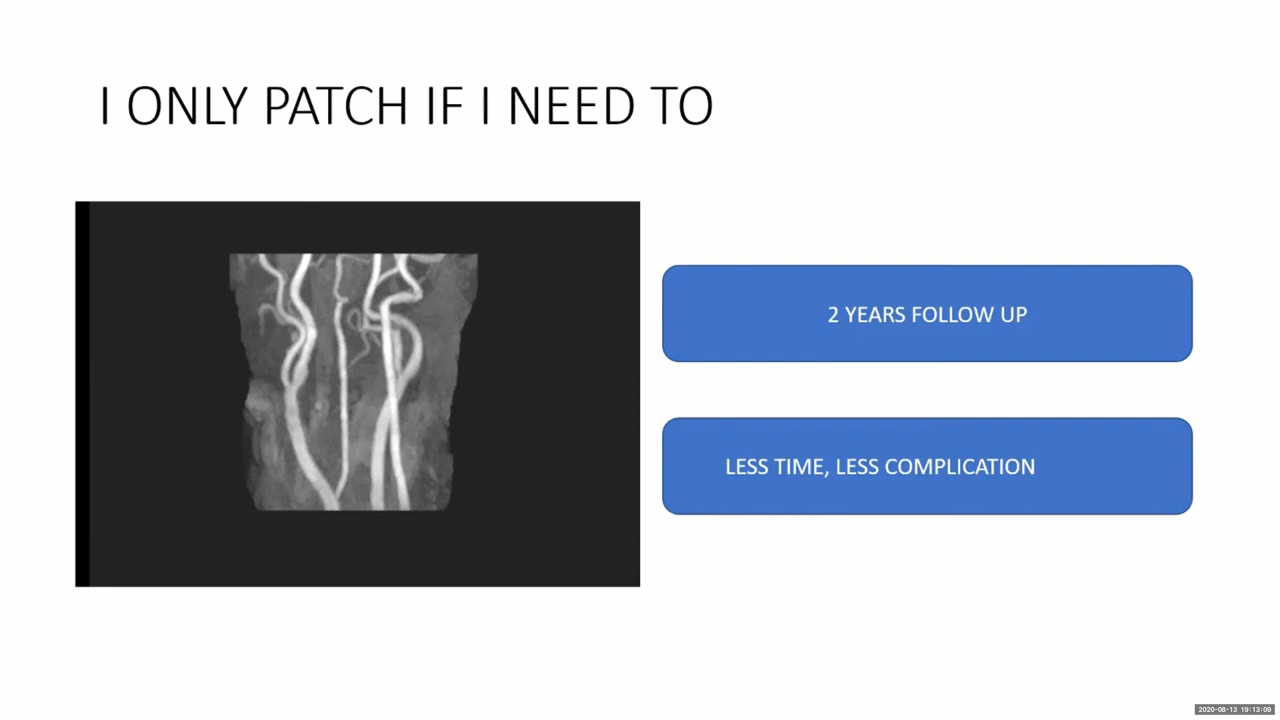 I ONLY PATCH IF I NEED TO
2 YEARS FOLLOW UP
LESS TIME, LESS COMPLICATION
2020-08-13 19:13:09